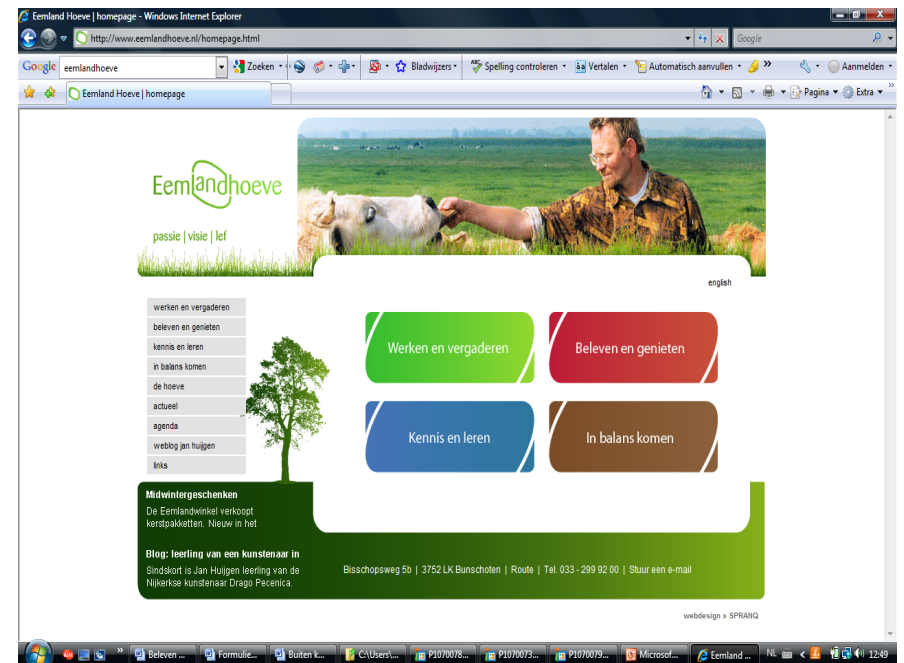 Eemland Hoeve | homepage - Windows Internet Explorer
http://www.eemlandhoeve.nl/homepage.html
Google
Google eemlandhoeve Zoeken Bladwijzers Spelling controleren Vertalen Automatisch aanvullen » Aanmelden
Eemland Hoeve | homepage
Pagina Extra »
Eemlandhoeve
passie | visie | lef
english
werken en vergaderen
beleven en genieten
kennis en leren
in balans komen
de hoeve
actueel
agenda
weblog jan huijgen
links
Werken en vergaderen
Beleven en genieten
Kennis en leren
In balans komen
Midwintergeschenken
De Eemlandwinkel verkoopt
kerstpakketten. Nieuw in het
Blog: leerling van een kunstenaar in
Sindskort is Jan Huijgen leerling van de
Nijkerkse kunstenaar Drago Pecenica.
Bisschopsweg 5b | 3752 LK Bunschoten | Route | Tel. 033 - 299 92 00 | Stuur een e-mail
webdesign » SPRANQ
» Beleven ... Formulie... Buiten k... C:\Users\... P1070078... P1070073... P1070079... Microsof... Eemland ... NL < 12:49